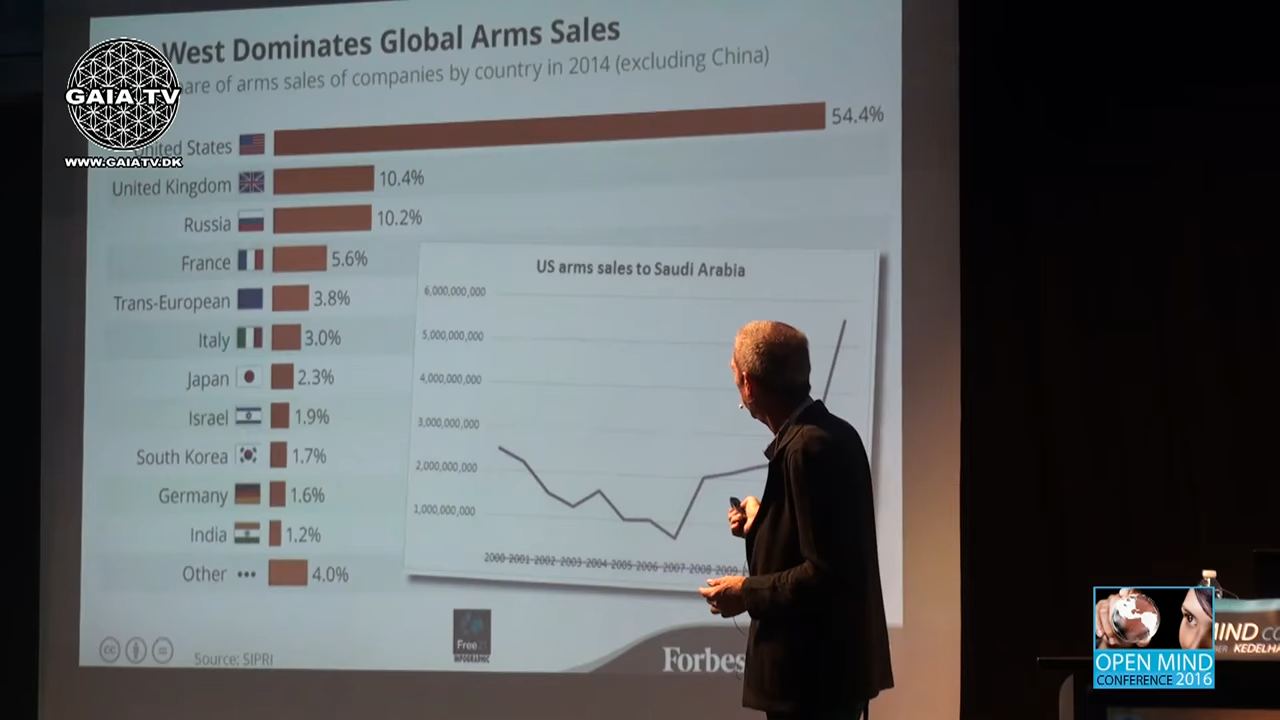 West Dominates Global Arms Sales
of arms sales of companies by country in 2014 (excluding China)
GAIA TV
WWW.GAIATV.DK
United States 54.4%
United Kingdom 10.4%
Russia 10.2%
France 5.6%
Trans-European 3.8%
Italy 3.0%
Japan 2.3%
Israel 1.9%
South Korea 1.7%
Germany 1.6%
India 1.2%
Other 4.0%
US arms sales to Saudi Arabia
6,000,000,000
5,000,000,000
4,000,000,000
3,000,000,000
2,000,000,000
1,000,000,000
2000 2001 2002 2003 2004 2005 2006 2007 2008 2009
cc
Source: SIPRI
Free
INFOGRAPHIC
Forbes
OPEN MIND
CONFERENCE 2016